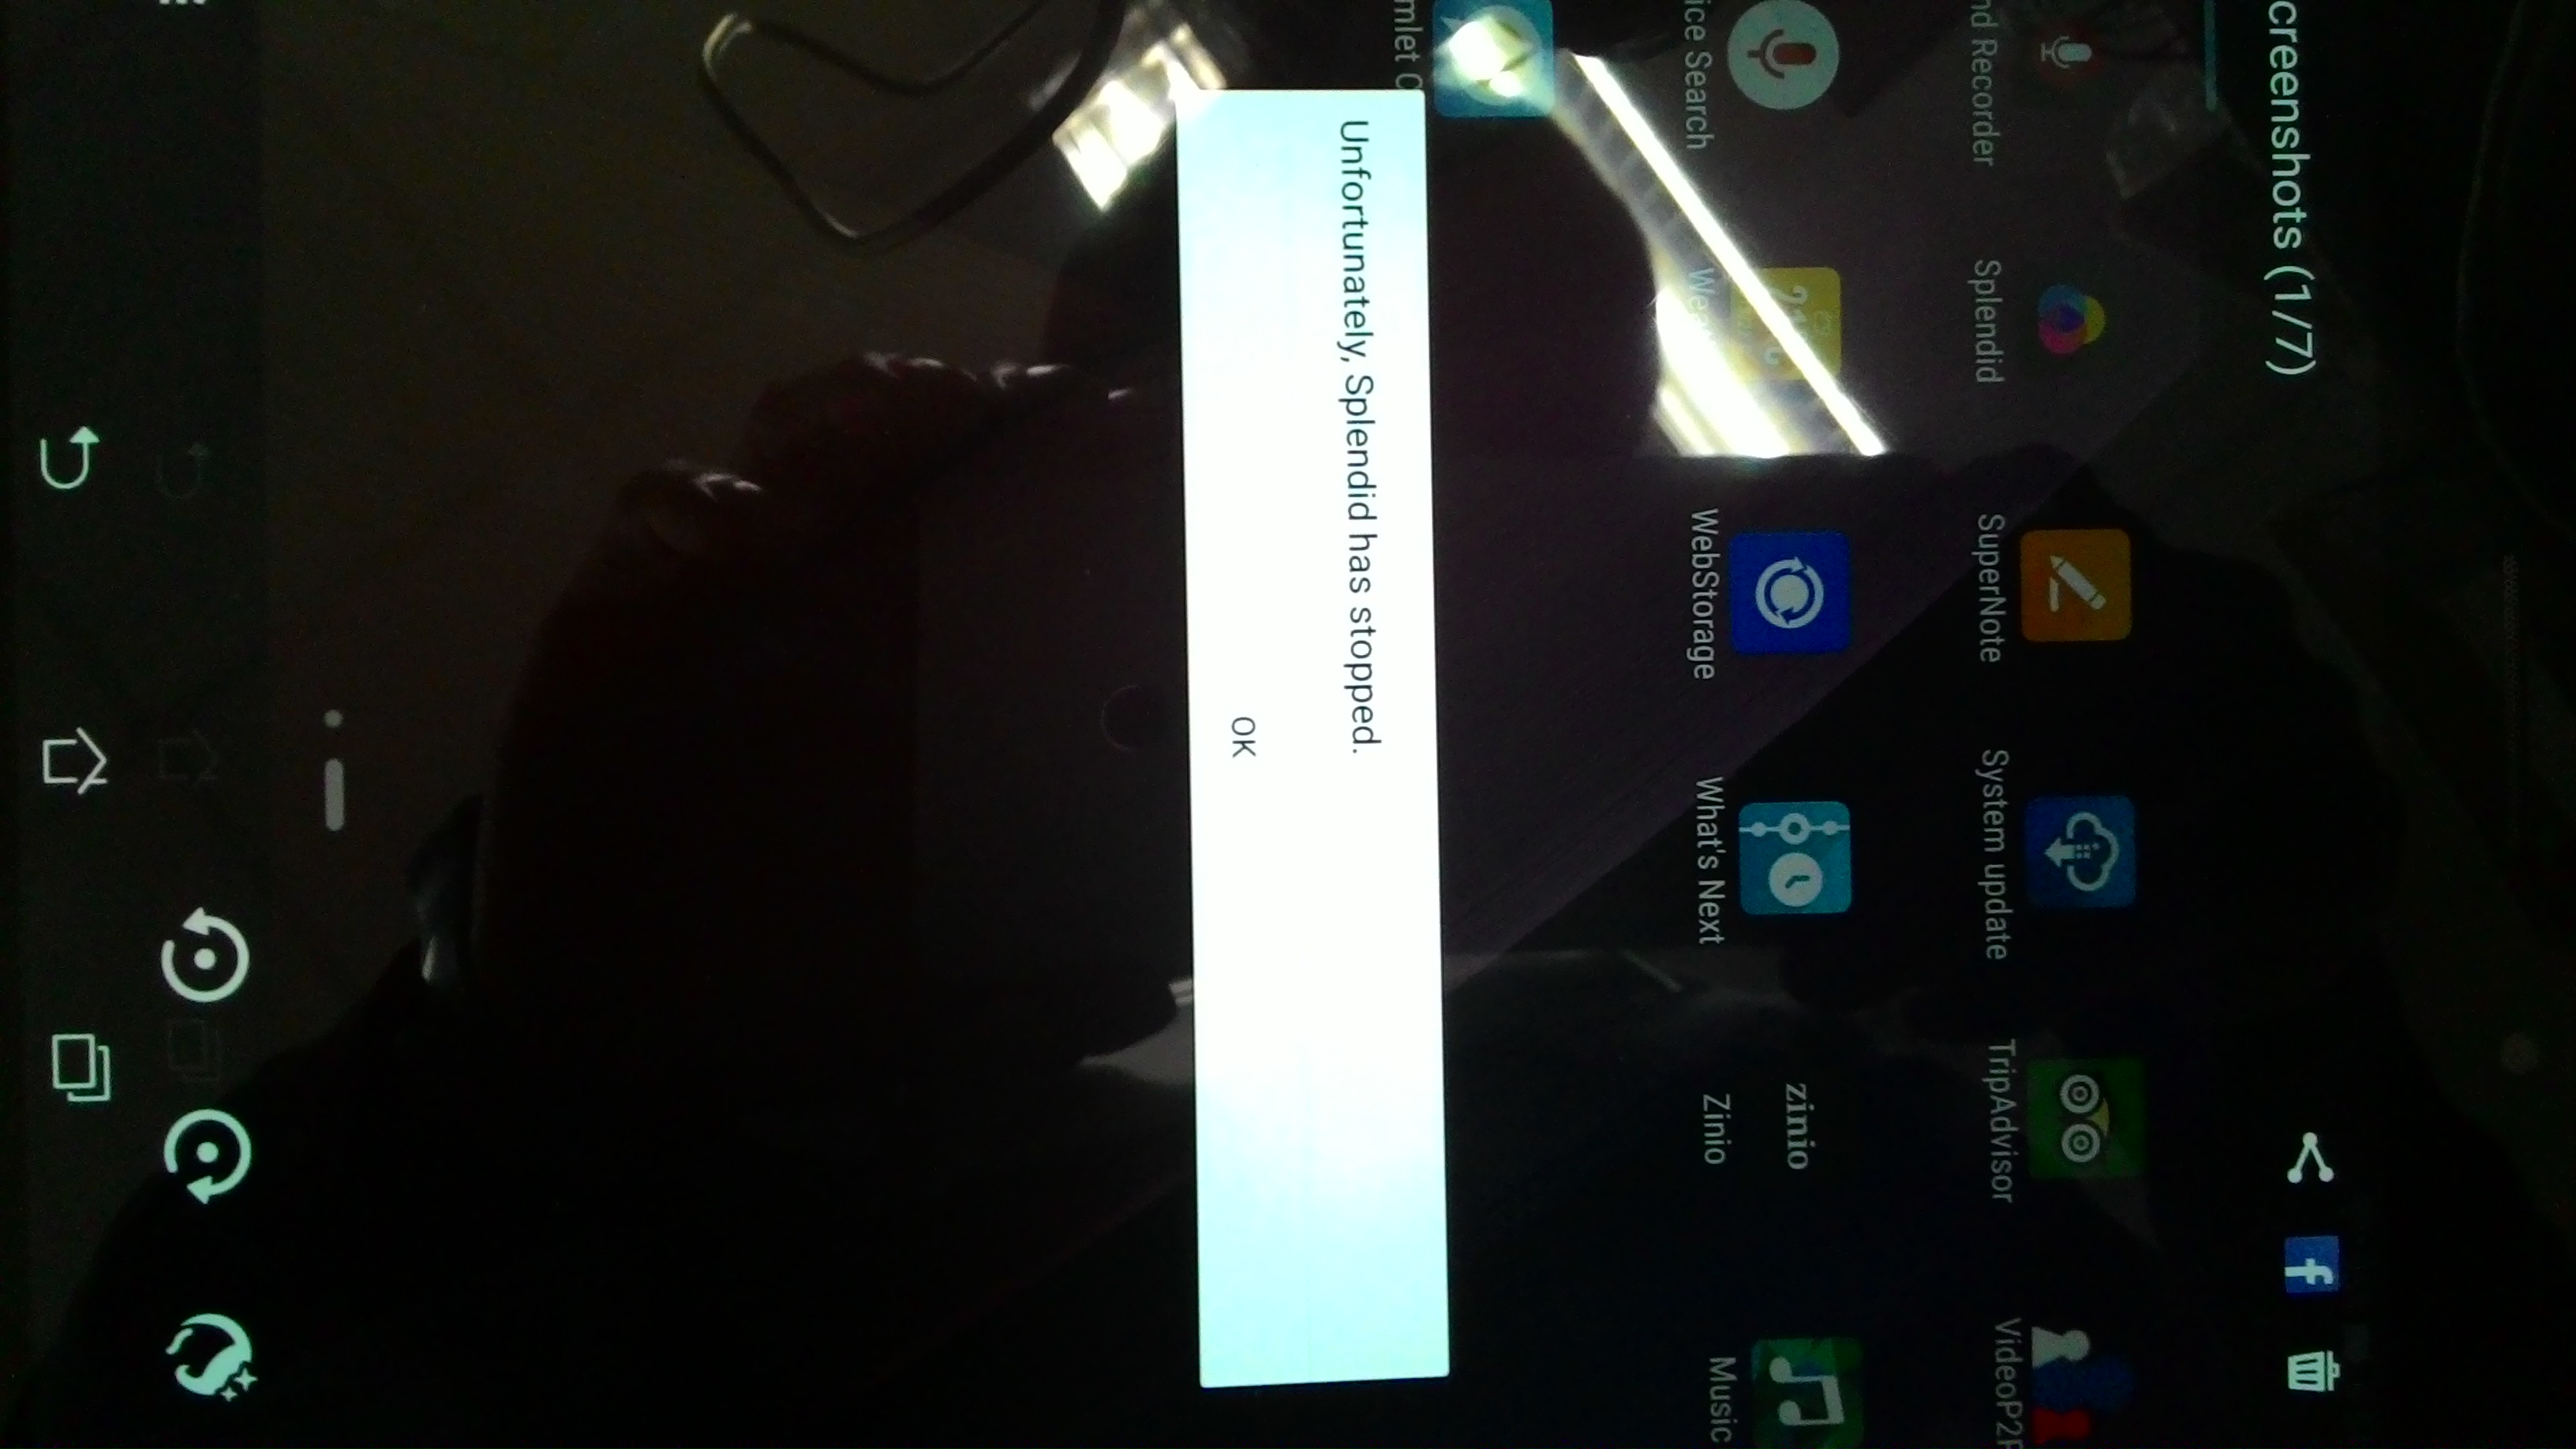 creenshots (1/7)
nd Recorder
Splendid
SuperNote
System update
TripAdvisor
ice Search
WebStorage
What's Next
zinio
Zinio
Music
mlet
Unfortunately, Splendid has stopped.
OK